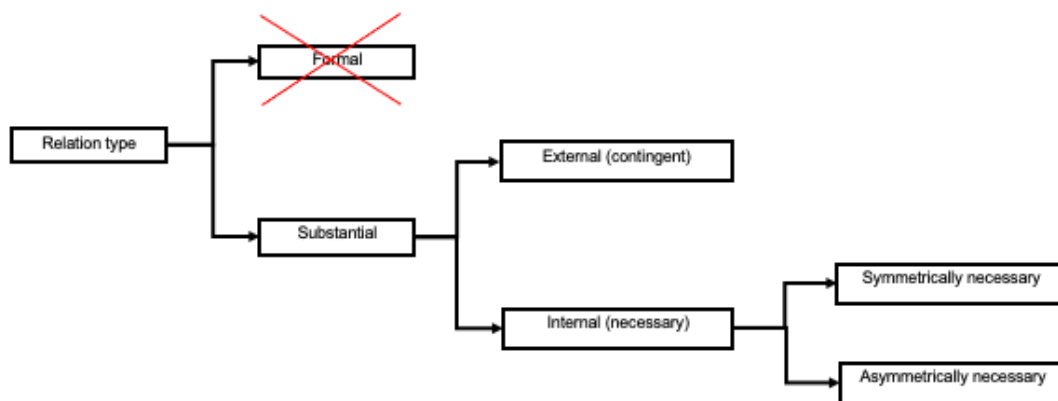 Formal
Relation type
External (contingent)
Substantial
Symmetrically necessary
Internal (necessary)
Asymmetrically necessary